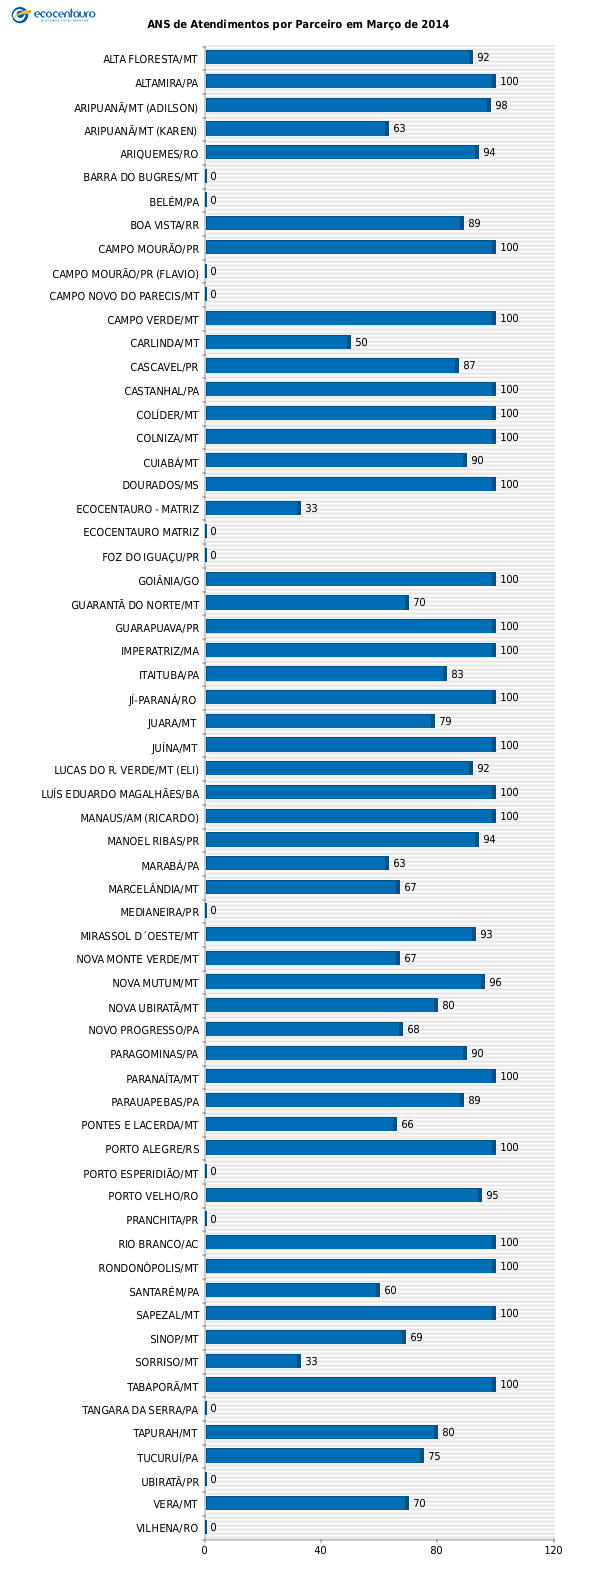 ecocentauro
ANS de Atendimentos por Parceiro em Março de 2014
ALTA FLORESTA/MT 92
ALTAMIRA/PA 100
ARIPUANÃ/MT (ADILSON) 98
ARIPUANÃ/MT (KAREN) 63
ARIQUEMES/RO 94
BARRA DO BUGRES/MT 0
BELÉM/PA 0
BOA VISTA/RR 89
CAMPO MOURÃO/PR 100
CAMPO MOURÃO/PR (FLAVIO) 0
CAMPO NOVO DO PARECIS/MT 0
CAMPO VERDE/MT 100
CARLINDA/MT 50
CASCAVEL/PR 87
CASTANHAL/PA 100
COLÍDER/MT 100
COLNIZA/MT 100
CUIABÁ/MT 90
DOURADOS/MS 100
ECOCENTAURO - MATRIZ 33
ECOCENTAURO MATRIZ 0
FOZ DO IGUAÇU/PR 0
GOIÂNIA/GO 100
GUARANTÃ DO NORTE/MT 70
GUARAPUAVA/PR 100
IMPERATRIZ/MA 100
ITAITUBA/PA 83
JÍ-PARANÁ/RO 100
JUARA/MT 79
JUÍNA/MT 100
LUCAS DO R. VERDE/MT (ELI) 92
LUÍS EDUARDO MAGALHÃES/BA 100
MANAUS/AM (RICARDO) 100
MANOEL RIBAS/PR 94
MARABÁ/PA 63
MARCELÂNDIA/MT 67
MEDIANEIRA/PR 0
MIRASSOL D´OESTE/MT 93
NOVA MONTE VERDE/MT 67
NOVA MUTUM/MT 96
NOVA UBIRATÃ/MT 80
NOVO PROGRESSO/PA 68
PARAGOMINAS/PA 90
PARANAÍTA/MT 100
PARAUAPEBAS/PA 89
PONTES E LACERDA/MT 66
PORTO ALEGRE/RS 100
PORTO ESPERIDIÃO/MT 0
PORTO VELHO/RO 95
PRANCHITA/PR 0
RIO BRANCO/AC 100
RONDONÓPOLIS/MT 100
SANTARÉM/PA 60
SAPEZAL/MT 100
SINOP/MT 69
SORRISO/MT 33
TABAPORÃ/MT 100
TANGARA DA SERRA/PA 0
TAPURAH/MT 80
TUCURUÍ/PA 75
UBIRATÃ/PR 0
VERA/MT 70
VILHENA/RO 0
0 40 80 120